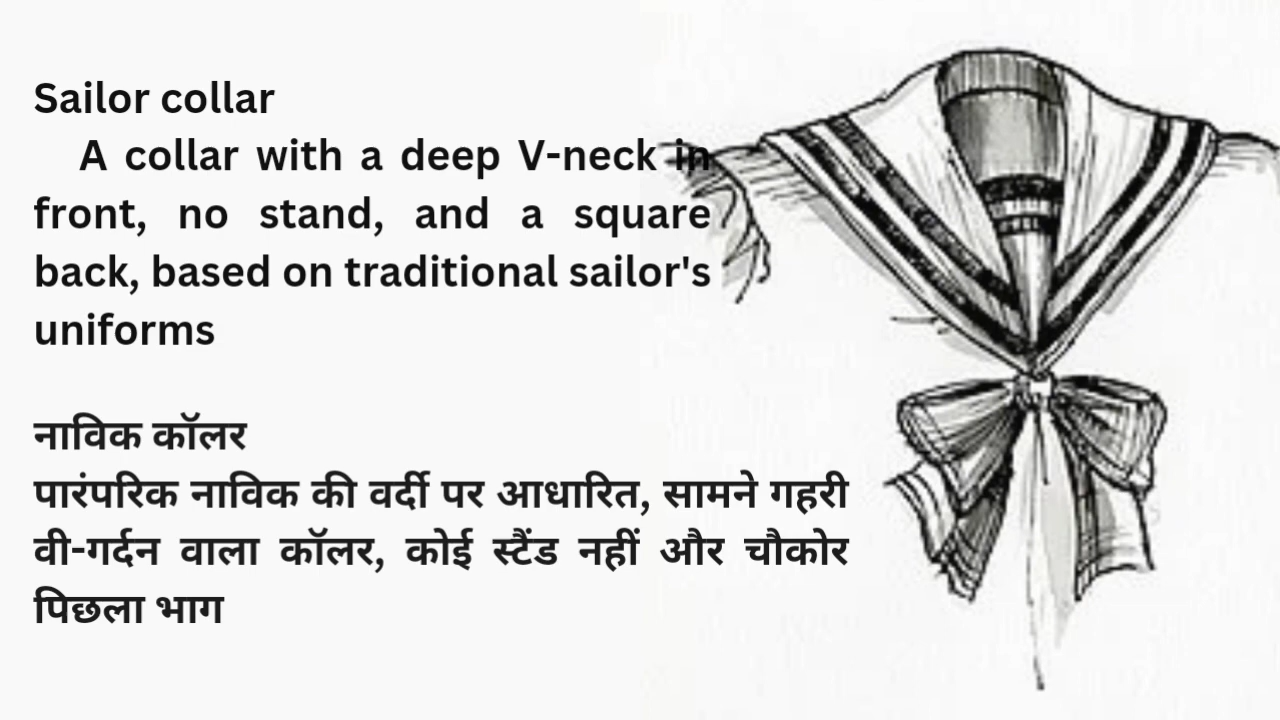 Sailor collar
A collar with a deep V-neck in
front, no stand, and a square
back, based on traditional sailor's
uniforms
नाविक कॉलर
पारंपरिक नाविक की वर्दी पर आधारित, सामने गहरी
वी-गर्दन वाला कॉलर, कोई स्टैंड नहीं और चौकोर
पिछला भाग